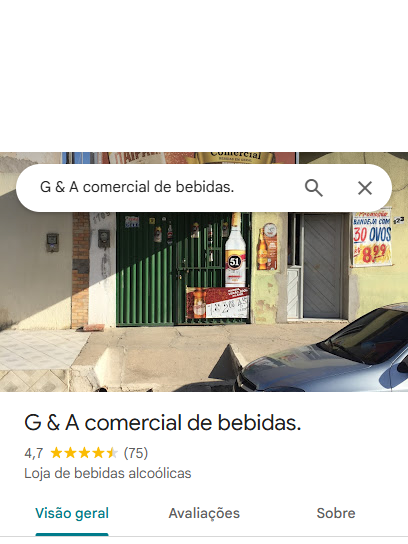 Comercial
G & A comercial de bebidas.
51
BANDEJA COM
30 OVOS
8,99
G & A comercial de bebidas.
4,7 (75)
Loja de bebidas alcoólicas
Visão geral
Avaliações
Sobre